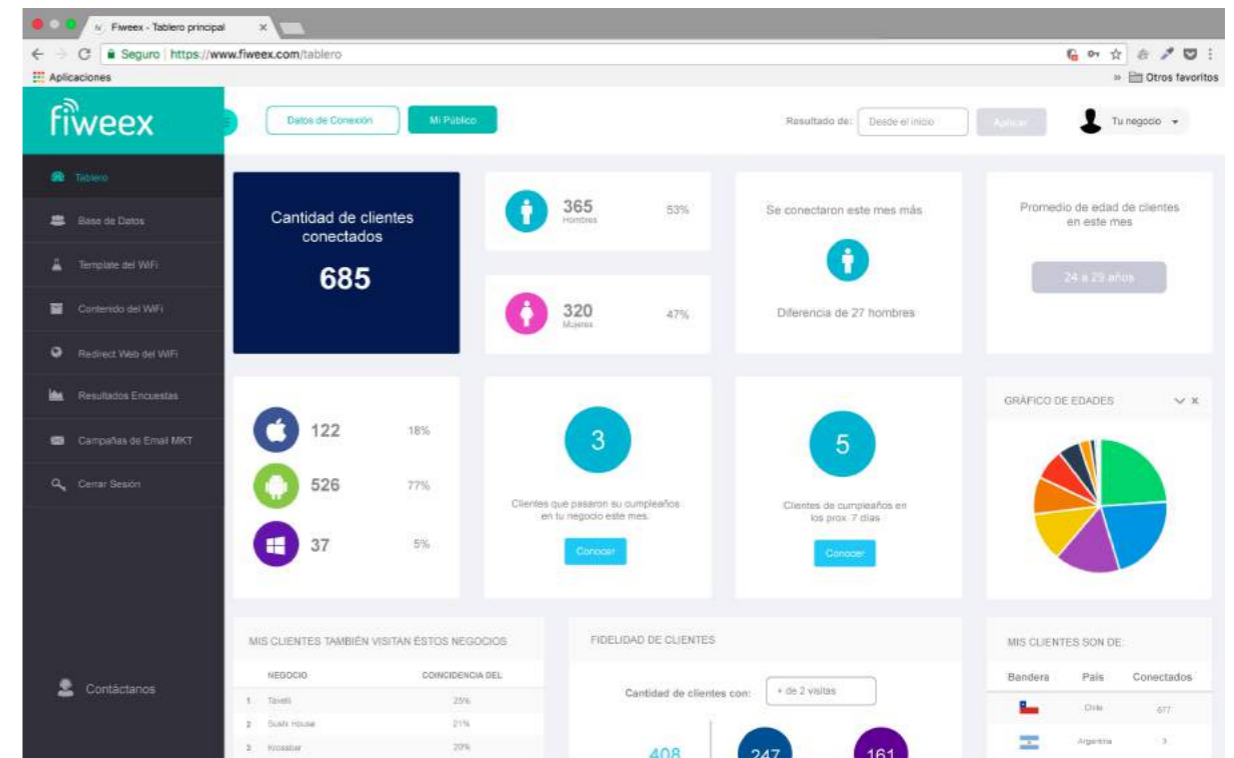 Fiweex - Tablero principal
Seguro https://www.fiweex.com/tablero
Aplicaciones
Otros favoritos
fiweex
Datos de Conexión
Mi Público
Resultado de:
Desde el inicio
Aplicar
Tu negocio
Tablero
Base de Datos
Template del WiFi
Contenido del WiFi
Redirect Web del WiFi
Resultados Encuestas
Campañas de Email MKT
Cerrar Sesión
Contáctanos
Cantidad de clientes
conectados
685
365
Hombres
53%
320
Mujeres
47%
Se conectaron este mes más
Diferencia de 27 hombres
Promedio de edad de clientes
en este mes
24 a 29 años
122
18%
526
77%
37
5%
3
Clientes que pasaron su cumpleaños
en tu negocio este mes.
Conocer
5
Clientes de cumpleaños en
los prox. 7 días
Conocer
GRÁFICO DE EDADES
MIS CLIENTES TAMBIÉN VISITAN ÉSTOS NEGOCIOS
NEGOCIO COINCIDENCIA DEL
1 Tavelli 25%
2 Sushi House 21%
3 Krossbar 20%
FIDELIDAD DE CLIENTES
Cantidad de clientes con:
+ de 2 visitas
408
247
161
MIS CLIENTES SON DE:
Bandera País Conectados
Chile 677
Argentina 3